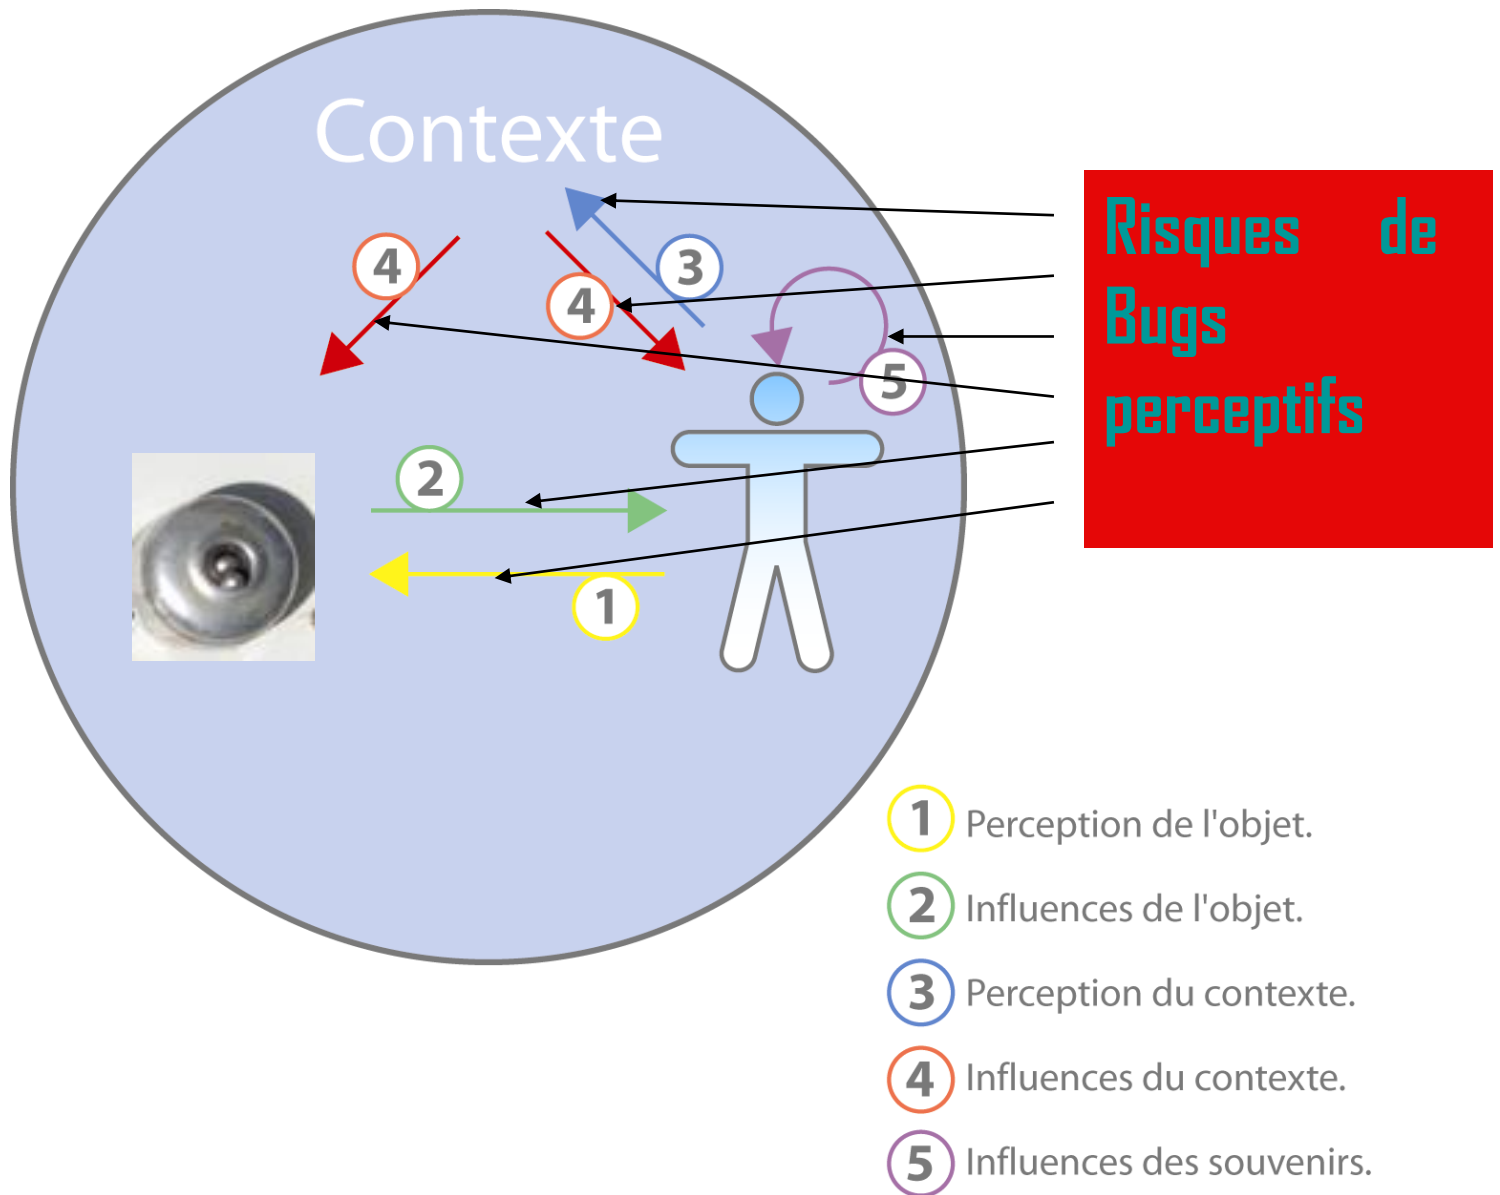 Contexte
Risques de
Bugs
perceptifs
4
4
3
5
2
1
1 Perception de l'objet.
2 Influences de l'objet.
3 Perception du contexte.
4 Influences du contexte.
5 Influences des souvenirs.